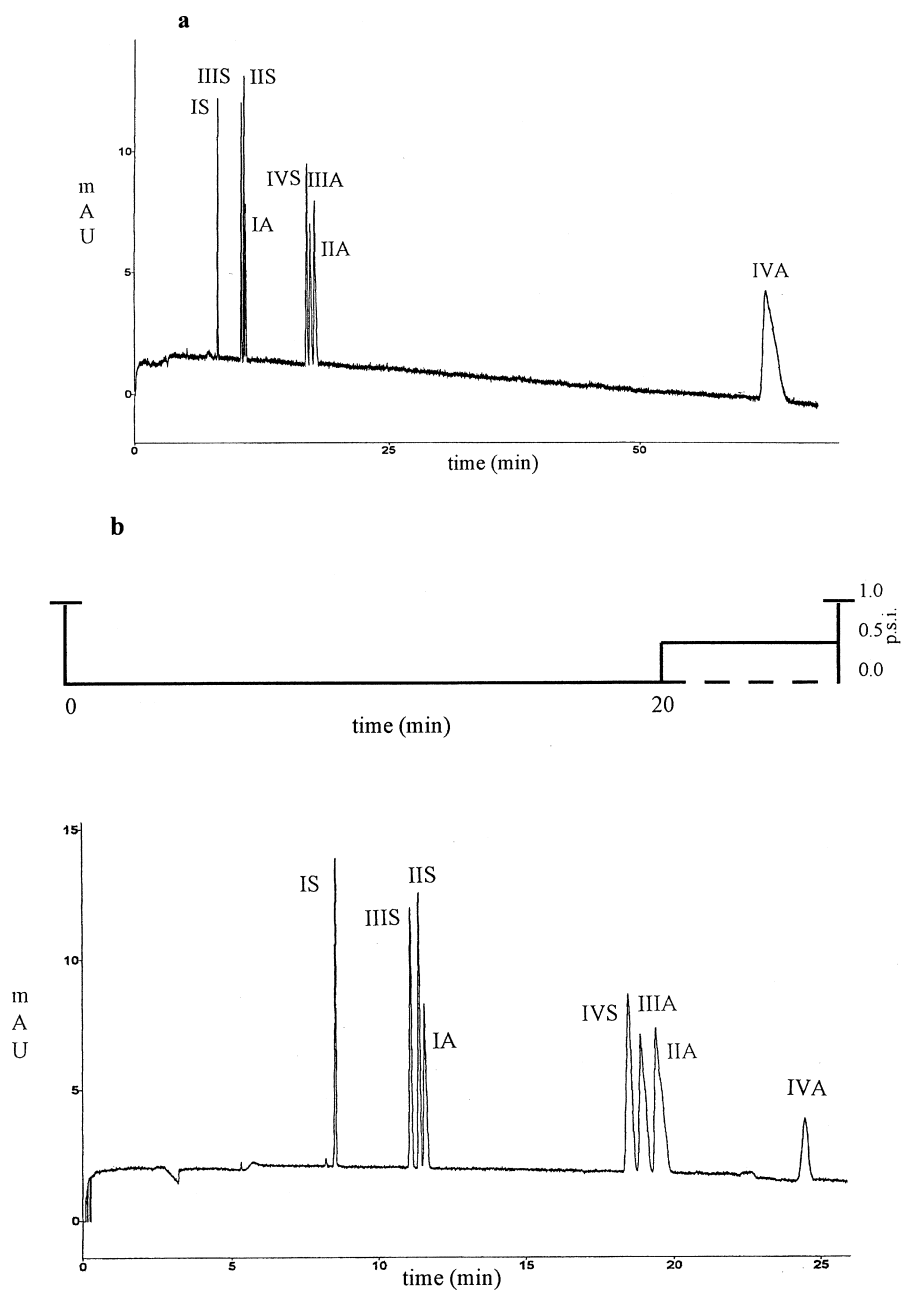 a
IIIS IIS
IS
10
IVS IIIA
m
A
U
IA
IIA
5
IVA
0
0 25 50
time (min)
b
1.0
0.5
0.0
p.s.i.
0 20
time (min)
15
IS
IIS
IIIS
10
m
A
U
IVS
IIIA
IA
IIA
5
IVA
0
0 5 10 15 20 25
time (min)